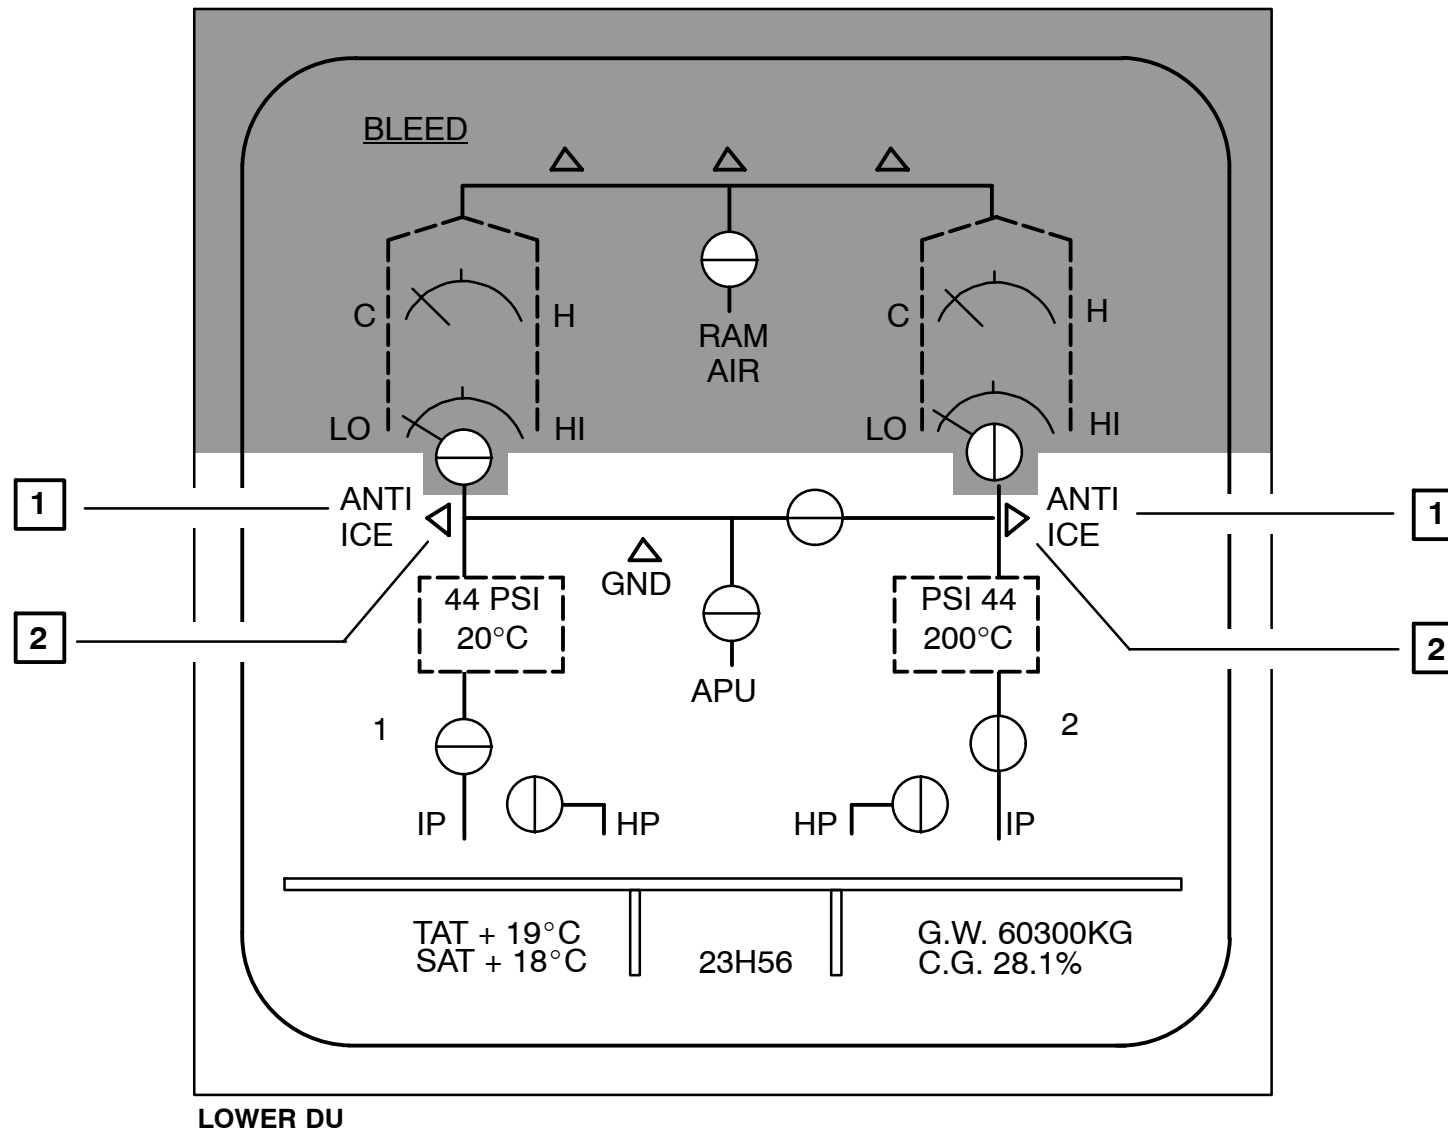 BLEED
C H
C H
RAM
AIR
LO HI
LO HI
1 ANTI
ICE
ANTI
ICE 1
GND
2
44 PSI
20°C
PSI 44
200°C
2
APU
1
2
IP HP
HP IP
TAT + 19°C
SAT + 18°C
23H56
G.W. 60300KG
C.G. 28.1%
LOWER DU